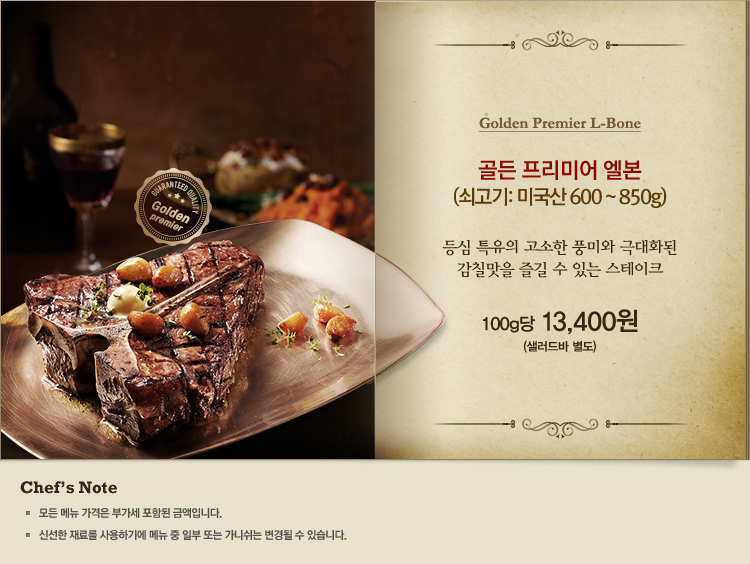 GUARANTEED QUALITY
Golden
premier
Golden Premier L-Bone
골든 프리미어 엘본
(쇠고기: 미국산 600 ~ 850g)
등심 특유의 고소한 풍미와 극대화된
감칠맛을 즐길 수 있는 스테이크
100g당 13,400원
(샐러드바 별도)
Chef's Note
모든 메뉴 가격은 부가세 포함된 금액입니다.
신선한 재료를 사용하기에 메뉴 중 일부 또는 가니쉬는 변경될 수 있습니다.